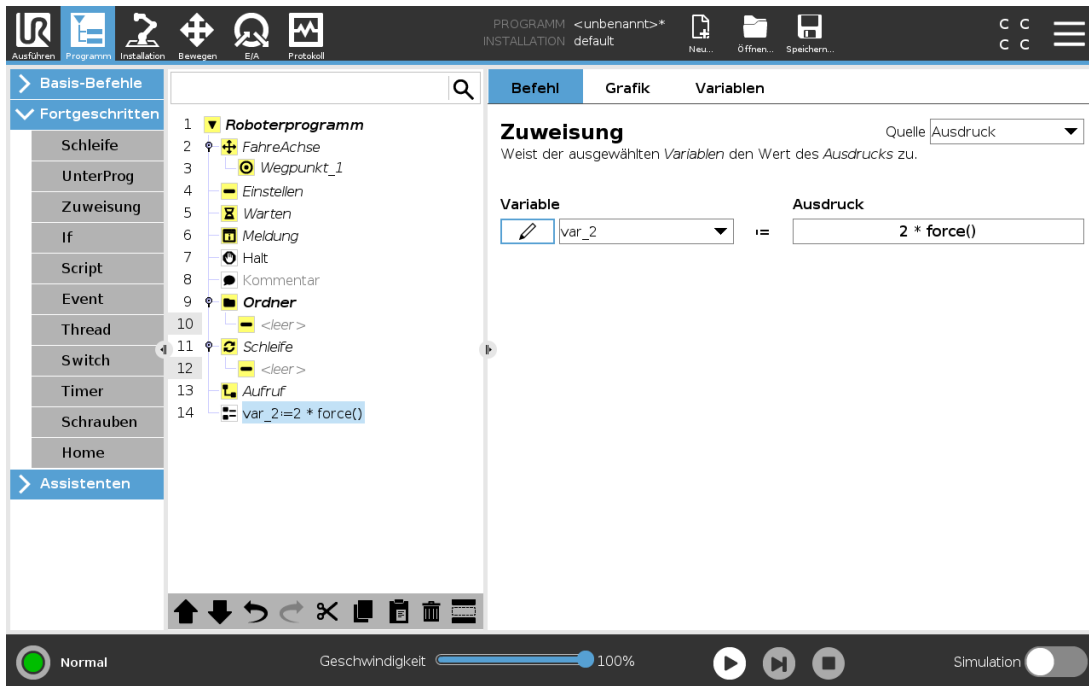 UR
Ausführen
Programm
Installation
Bewegen
E/A
Protokoll
PROGRAMM <unbenannt>*
INSTALLATION default
Neu...
Öffnen...
Speichern...
C C
C C
Basis-Befehle
Fortgeschritten
Schleife
UnterProg
Zuweisung
If
Script
Event
Thread
Switch
Timer
Schrauben
Home
Assistenten
1 Roboterprogramm
2 FahreAchse
3 Wegpunkt_1
4 Einstellen
5 Warten
6 Meldung
7 Halt
8 Kommentar
9 Ordner
10 <leer>
11 Schleife
12 <leer>
13 Aufruf
14 var_2:=2 * force()
Befehl Grafik Variablen
Zuweisung
Quelle Ausdruck
Weist der ausgewählten Variablen den Wert des Ausdrucks zu.
Variable Ausdruck
var_2 := 2 * force()
Normal
Geschwindigkeit 100%
Simulation